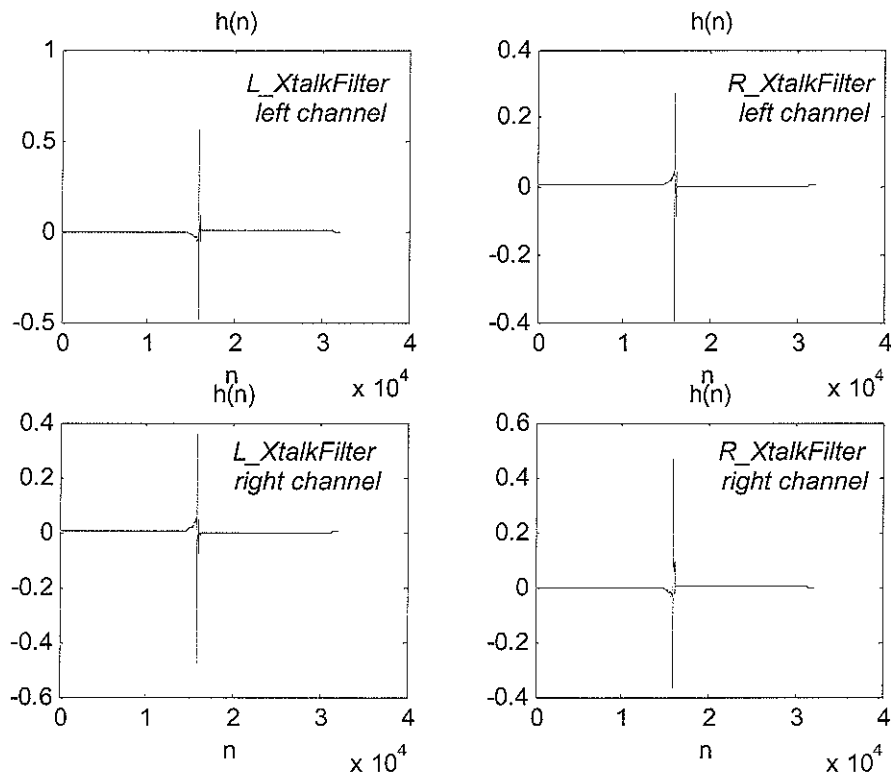 h(n)
1
0.5
0
-0.5
0 1 2 3 4
n
x 10^4
L_XtalkFilter
left channel
h(n)
0.4
0.2
0
-0.2
-0.4
0 1 2 3 4
n
x 10^4
R_XtalkFilter
left channel
h(n)
0.4
0.2
0
-0.2
-0.4
-0.6
0 1 2 3 4
n
x 10^4
L_XtalkFilter
right channel
h(n)
0.6
0.4
0.2
0
-0.2
-0.4
0 1 2 3 4
n
x 10^4
R_XtalkFilter
right channel